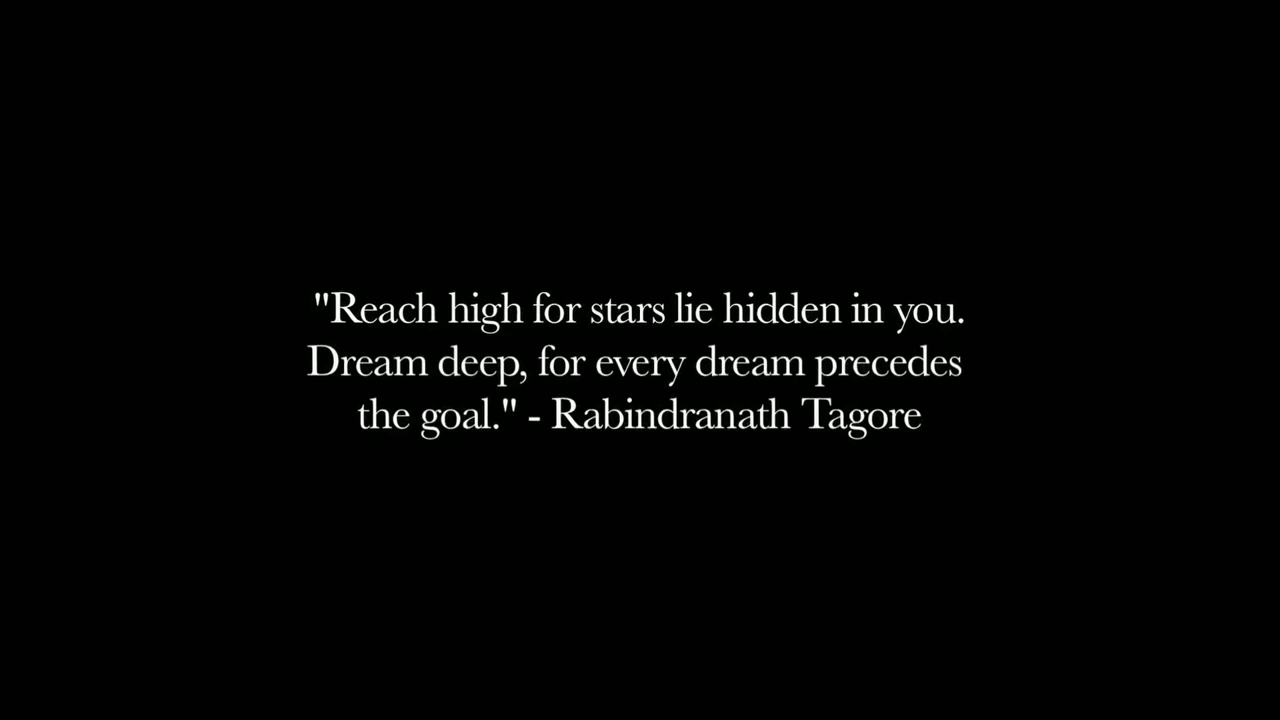 "Reach high for stars lie hidden in you.
Dream deep, for every dream precedes
the goal." - Rabindranath Tagore